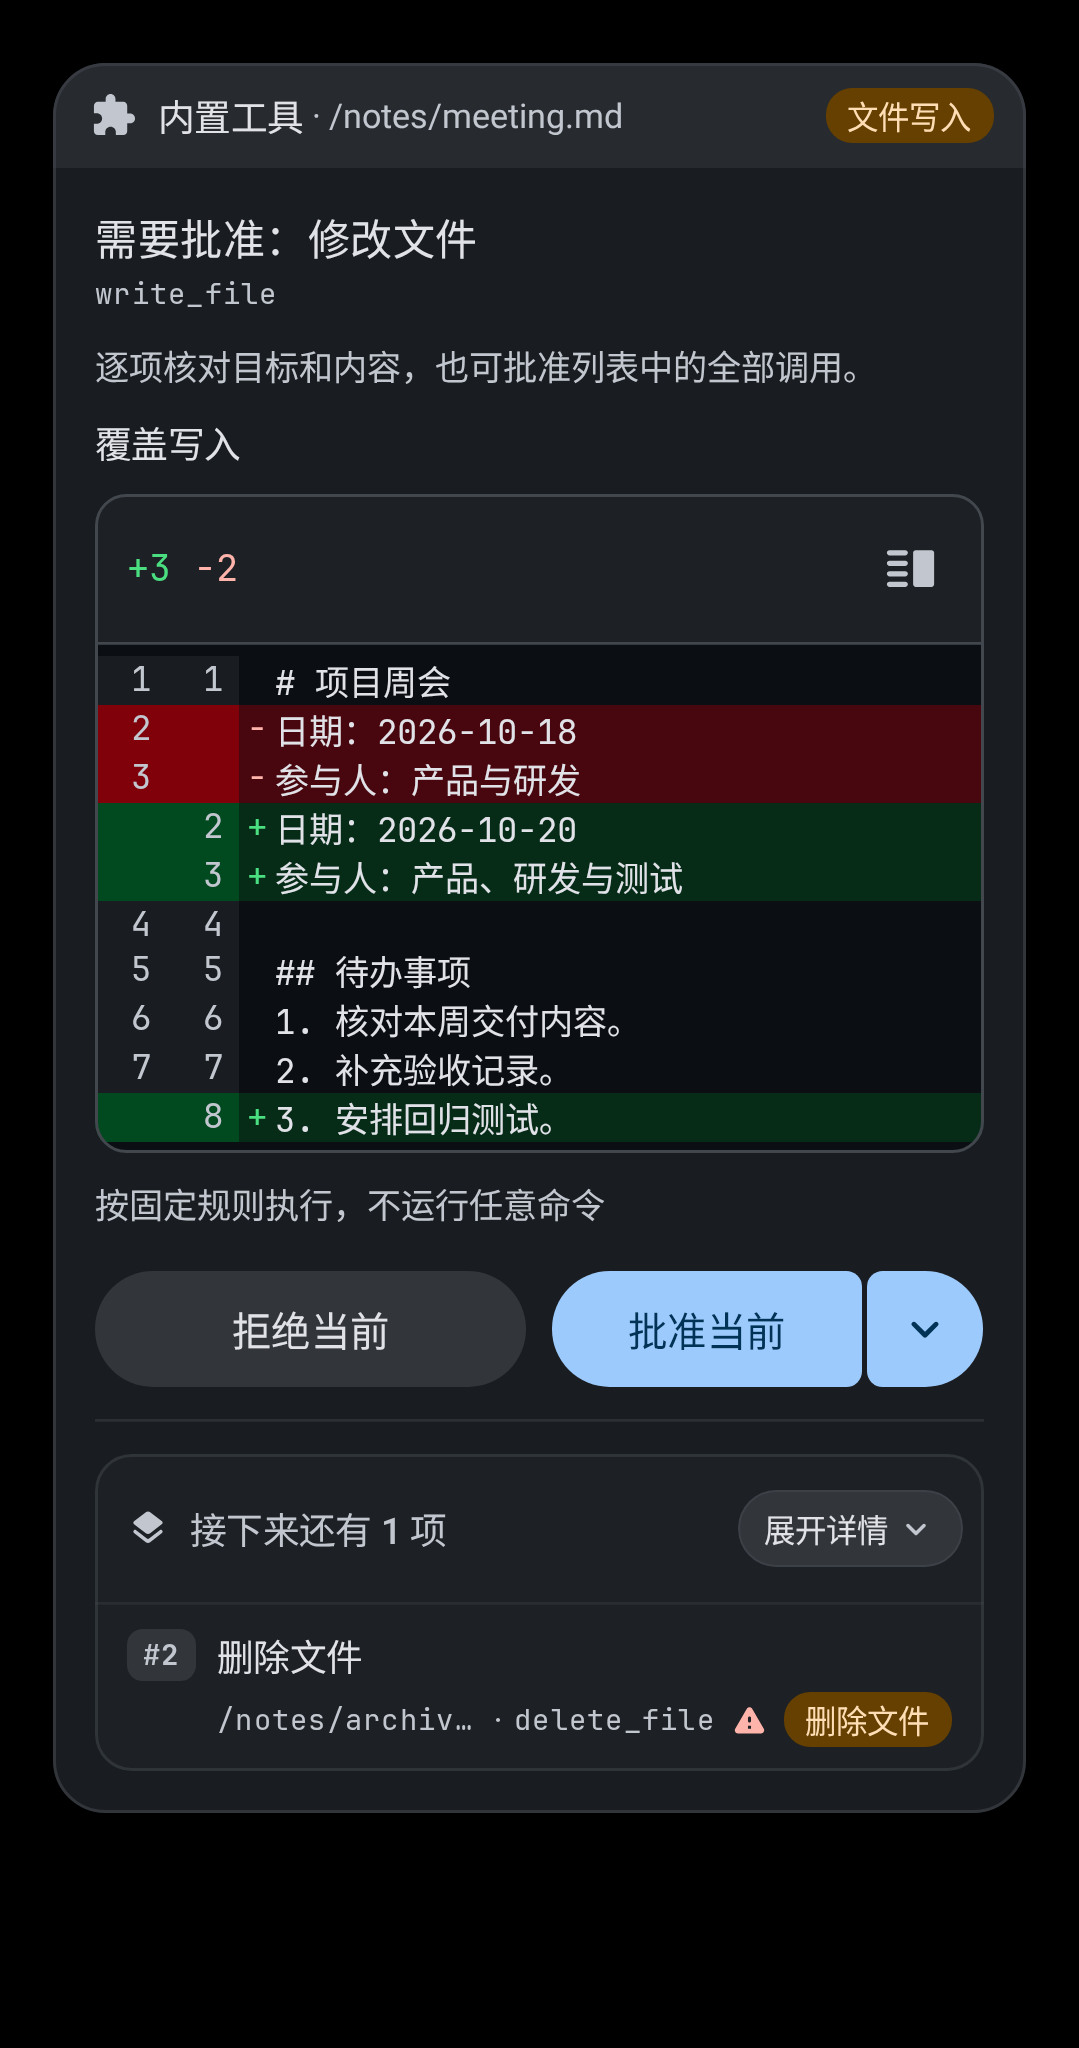 内置工具 · /notes/meeting.md
文件写入
需要批准：修改文件
write_file
逐项核对目标和内容，也可批准列表中的全部调用。
覆盖写入
+3 -2
1 1 # 项目周会
2 - 日期：2026-10-18
3 - 参与人：产品与研发
2 + 日期：2026-10-20
3 + 参与人：产品、研发与测试
4 4
5 5 ## 待办事项
6 6 1. 核对本周交付内容。
7 7 2. 补充验收记录。
8 + 3. 安排回归测试。
按固定规则执行，不运行任意命令
拒绝当前
批准当前
接下来还有 1 项
展开详情
#2 删除文件
/notes/archiv… · delete_file
删除文件